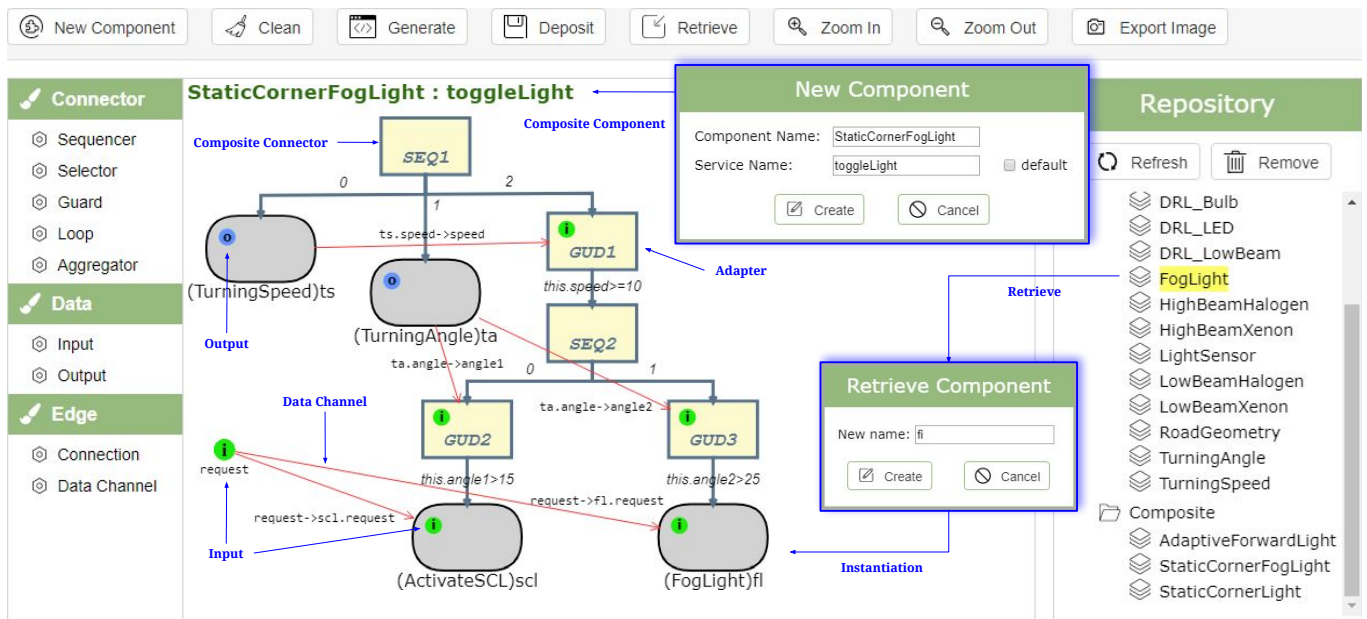 New Component
Clean
Generate
Deposit
Retrieve
Zoom In
Zoom Out
Export Image
Connector
Sequencer
Selector
Guard
Loop
Aggregator
Data
Input
Output
Edge
Connection
Data Channel
StaticCornerFogLight : toggleLight
Composite Component
Composite Connector
SEQ1
0
1
2
o
(TurningSpeed)ts
ts.speed->speed
i
GUD1
Adapter
o
(TurningAngle)ta
this.speed>=10
Output
SEQ2
ta.angle->angle1
0
1
Data Channel
ta.angle->angle2
i
GUD2
i
GUD3
i
request
this.angle1>15
this.angle2>25
request->fl.request
request->scl.request
Input
i
(ActivateSCL)scl
i
(FogLight)fl
Instantiation
New Component
Component Name: StaticCornerFogLight
Service Name: toggleLight default
Create
Cancel
Retrieve
Retrieve Component
New name: fl
Create
Cancel
Repository
Refresh
Remove
DRL_Bulb
DRL_LED
DRL_LowBeam
FogLight
HighBeamHalogen
HighBeamXenon
LightSensor
LowBeamHalogen
LowBeamXenon
RoadGeometry
TurningAngle
TurningSpeed
Composite
AdaptiveForwardLight
StaticCornerFogLight
StaticCornerLight